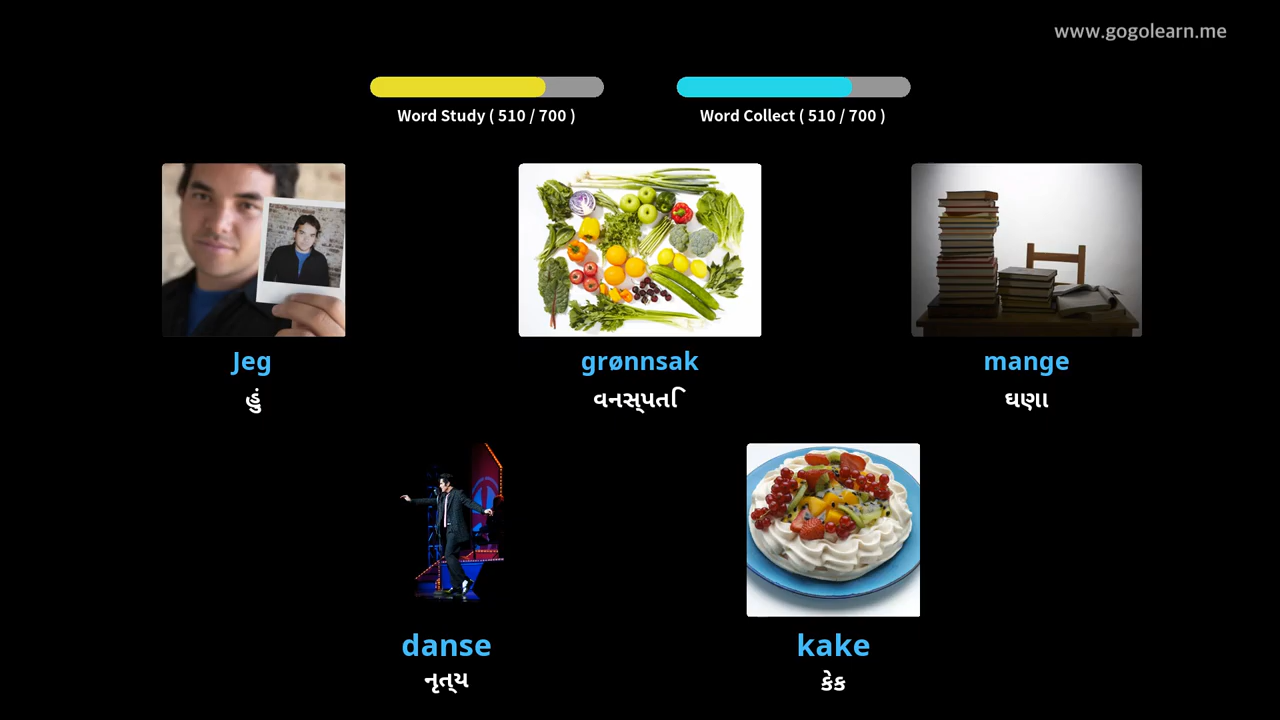 www.gogolearn.me
Word Study ( 510 / 700 )
Word Collect ( 510 / 700 )
Jeg
grønnsak
mange
હું
વનસ્પતિ
ઘણા
danse
kake
નૃત્ય
કેક